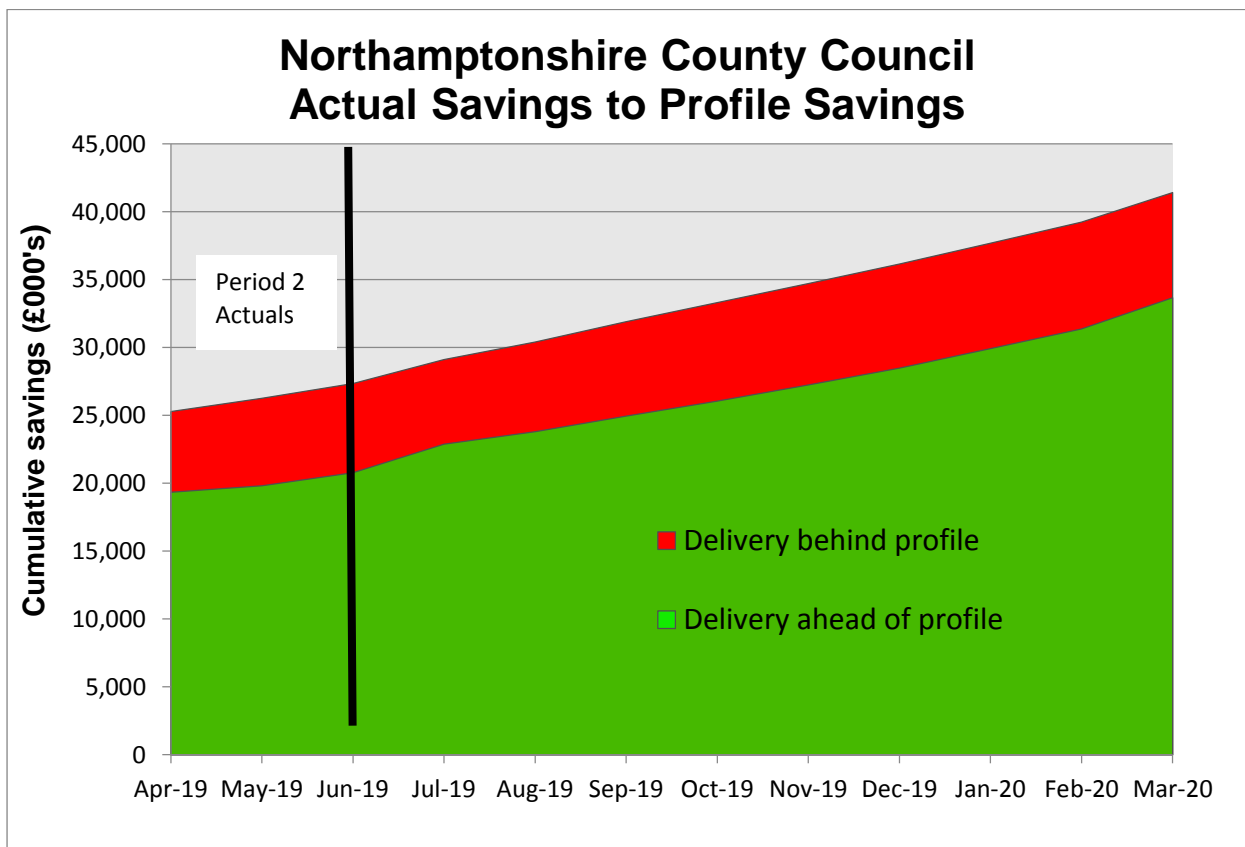 Northamptonshire County Council
Actual Savings to Profile Savings
Cumulative savings (£000's)
45,000
40,000
35,000
30,000
25,000
20,000
15,000
10,000
5,000
0
Period 2
Actuals
Delivery behind profile
Delivery ahead of profile
Apr-19 May-19 Jun-19 Jul-19 Aug-19 Sep-19 Oct-19 Nov-19 Dec-19 Jan-20 Feb-20 Mar-20